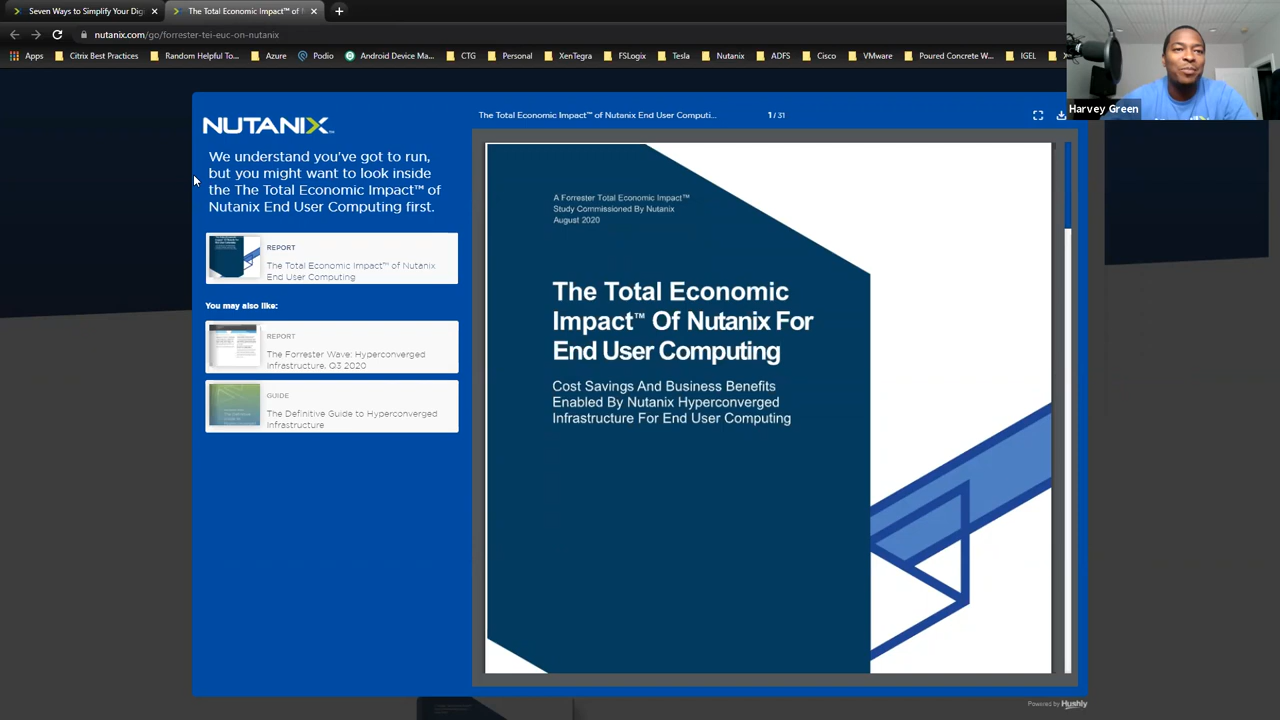 Seven Ways to Simplify Your Digi
The Total Economic Impact™ of N
nutanix.com/go/forrester-tei-euc-on-nutanix
Apps
Citrix Best Practices
Random Helpful To...
Azure
Podio
Android Device Ma...
CTG
Personal
XenTegra
FSLogix
Tesla
Nutanix
ADFS
Cisco
VMware
Poured Concrete W...
IGEL
Harvey Green
NUTANIX™
We understand you've got to run,
but you might want to look inside
the The Total Economic Impact™ of
Nutanix End User Computing first.
REPORT
The Total Economic Impact™ of Nutanix
End User Computing
You may also like:
REPORT
The Forrester Wave: Hyperconverged
Infrastructure, Q3 2020
GUIDE
The Definitive Guide to Hyperconverged
Infrastructure
The Total Economic Impact™ of Nutanix End User Computi...
1 / 31
A Forrester Total Economic Impact™
Study Commissioned By Nutanix
August 2020
The Total Economic
Impact™ Of Nutanix For
End User Computing
Cost Savings And Business Benefits
Enabled By Nutanix Hyperconverged
Infrastructure For End User Computing
Powered by Hushly